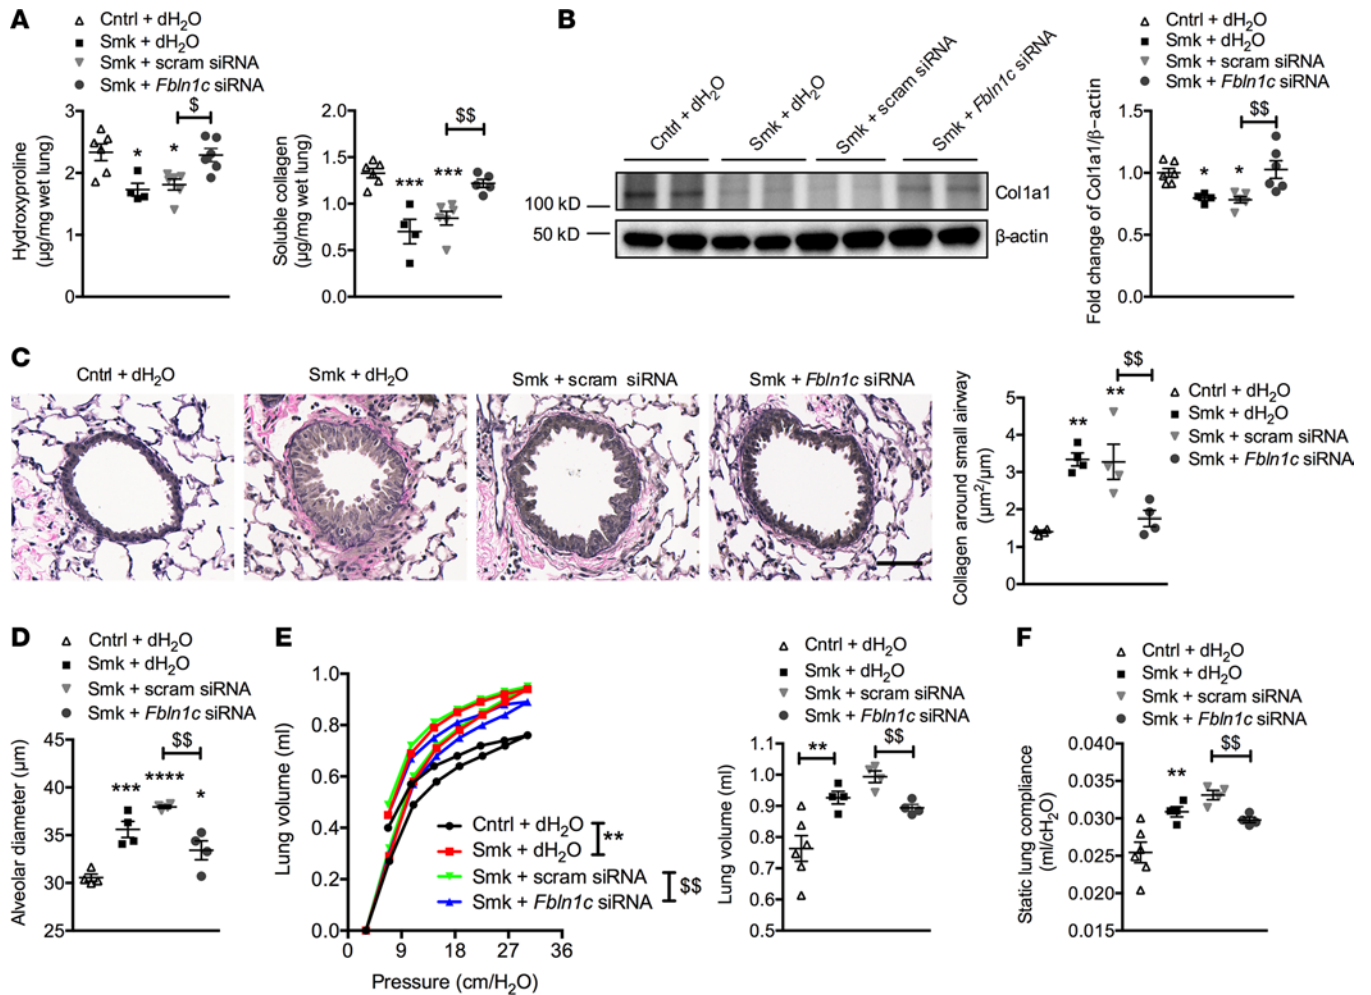 A
Cntrl + dH2O
Smk + dH2O
Smk + scram siRNA
Smk + Fbln1c siRNA
Hydroxyproline
(µg/mg wet lung)
3
2
1
0
*
*
$
Soluble collagen
(µg/mg wet lung)
2.0
1.5
1.0
0.5
0.0
***
***
$$
B
Cntrl + dH2O
Smk + dH2O
Smk + scram siRNA
Smk + Fbln1c siRNA
100 kD
50 kD
Col1a1
β-actin
Cntrl + dH2O
Smk + dH2O
Smk + scram siRNA
Smk + Fbln1c siRNA
Fold change of Col1a1/β-actin
1.5
1.0
0.5
0.0
*
*
$$
C
Cntrl + dH2O
Smk + dH2O
Smk + scram siRNA
Smk + Fbln1c siRNA
Collagen around small airway
(µm2/µm)
5
4
3
2
1
0
**
**
$$
Cntrl + dH2O
Smk + dH2O
Smk + scram siRNA
Smk + Fbln1c siRNA
D
Cntrl + dH2O
Smk + dH2O
Smk + scram siRNA
Smk + Fbln1c siRNA
Alveolar diameter (µm)
45
40
35
30
25
***
****
*
$$
E
Lung volume (ml)
1.0
0.8
0.6
0.4
0.2
0.0
0 9 18 27 36
Pressure (cm/H2O)
Cntrl + dH2O
Smk + dH2O
Smk + scram siRNA
Smk + Fbln1c siRNA
**
$$
Cntrl + dH2O
Smk + dH2O
Smk + scram siRNA
Smk + Fbln1c siRNA
Lung volume (ml)
1.1
1.0
0.9
0.8
0.7
0.6
0.5
**
$$
F
Cntrl + dH2O
Smk + dH2O
Smk + scram siRNA
Smk + Fbln1c siRNA
Static lung compliance
(ml/cH2O)
0.040
0.035
0.030
0.025
0.020
0.015
**
$$